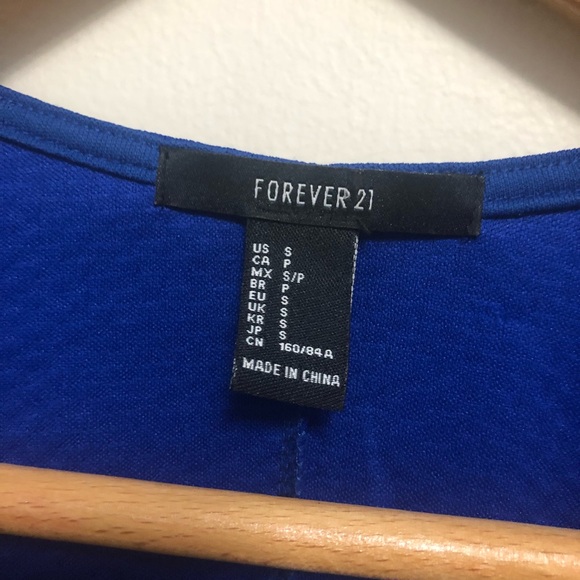 FOREVER 21
US S
CA P
MX S/P
BR P
EU S
UK S
KR S
JP S
CN 160/84A
MADE IN CHINA